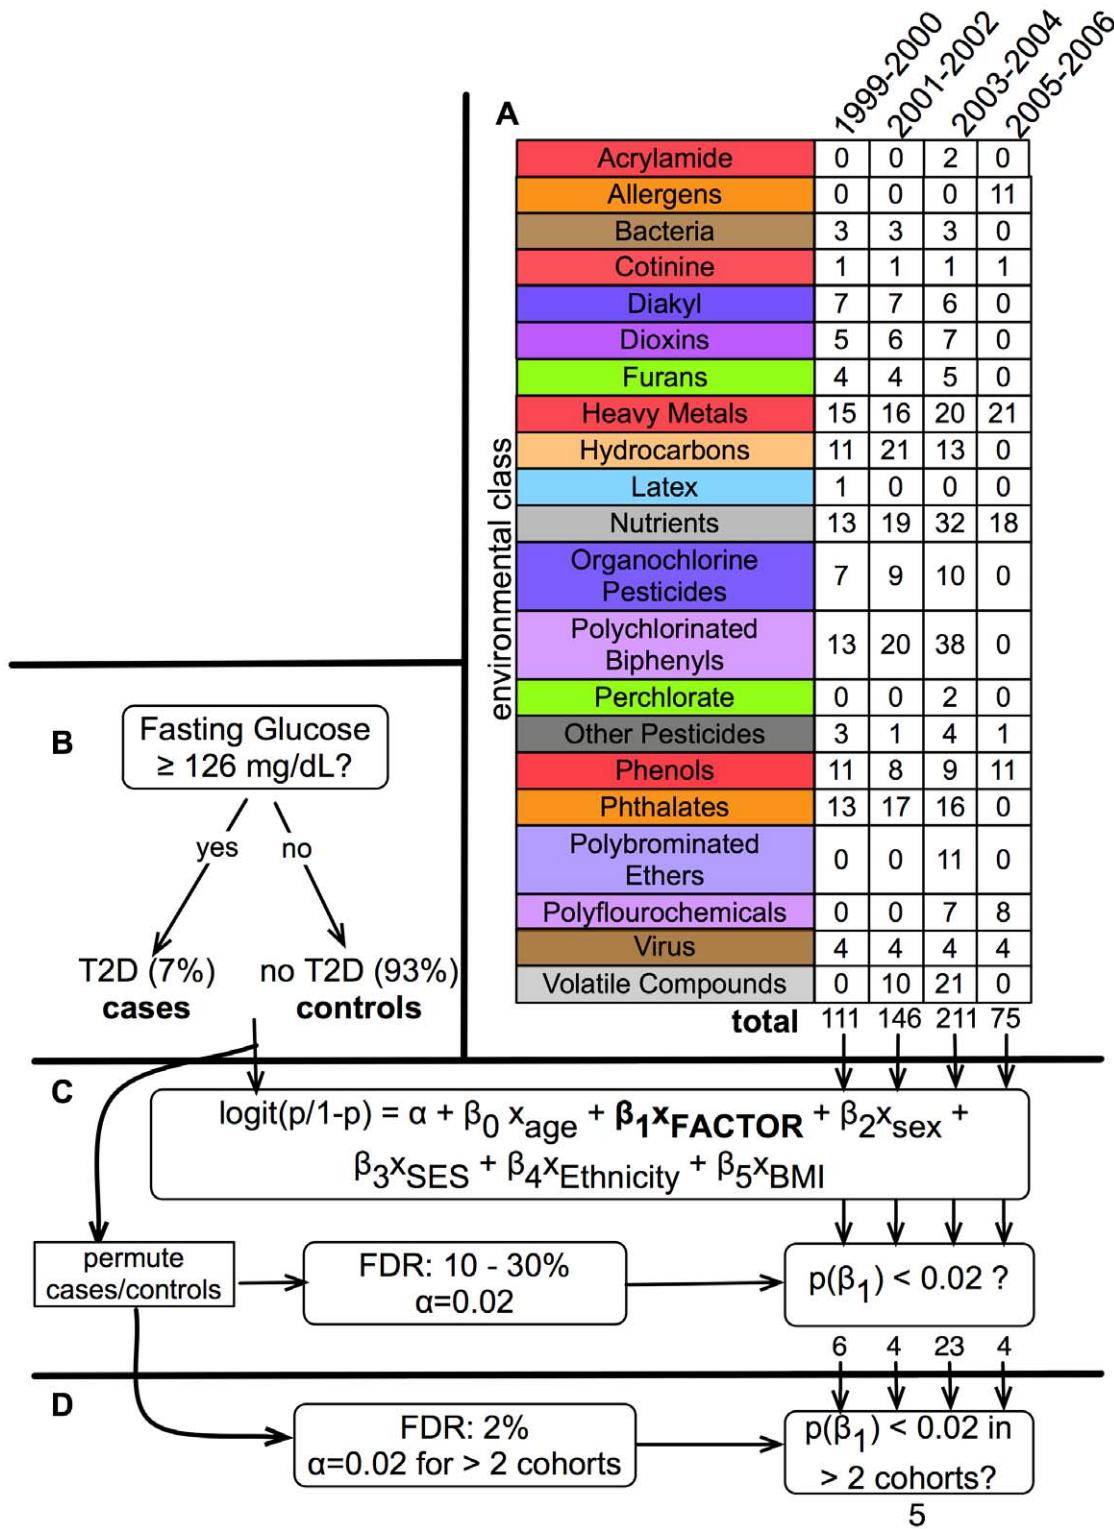 A
1999-2000
2001-2002
2003-2004
2005-2006
environmental class
Acrylamide 0 0 2 0
Allergens 0 0 0 11
Bacteria 3 3 3 0
Cotinine 1 1 1 1
Diakyl 7 7 6 0
Dioxins 5 6 7 0
Furans 4 4 5 0
Heavy Metals 15 16 20 21
Hydrocarbons 11 21 13 0
Latex 1 0 0 0
Nutrients 13 19 32 18
Organochlorine
Pesticides 7 9 10 0
Polychlorinated
Biphenyls 13 20 38 0
Perchlorate 0 0 2 0
Other Pesticides 3 1 4 1
Phenols 11 8 9 11
Phthalates 13 17 16 0
Polybrominated
Ethers 0 0 11 0
Polyflourochemicals 0 0 7 8
Virus 4 4 4 4
Volatile Compounds 0 10 21 0
total 111 146 211 75
B
Fasting Glucose
≥ 126 mg/dL?
yes no
T2D (7%) no T2D (93%)
cases controls
C
logit(p/1-p) = α + β0 xage + β1xFACTOR + β2xsex +
β3xSES + β4xEthnicity + β5xBMI
permute
cases/controls
FDR: 10 - 30%
α=0.02
p(β1) < 0.02 ?
6 4 23 4
D
FDR: 2%
α=0.02 for > 2 cohorts
p(β1) < 0.02 in
> 2 cohorts?
5